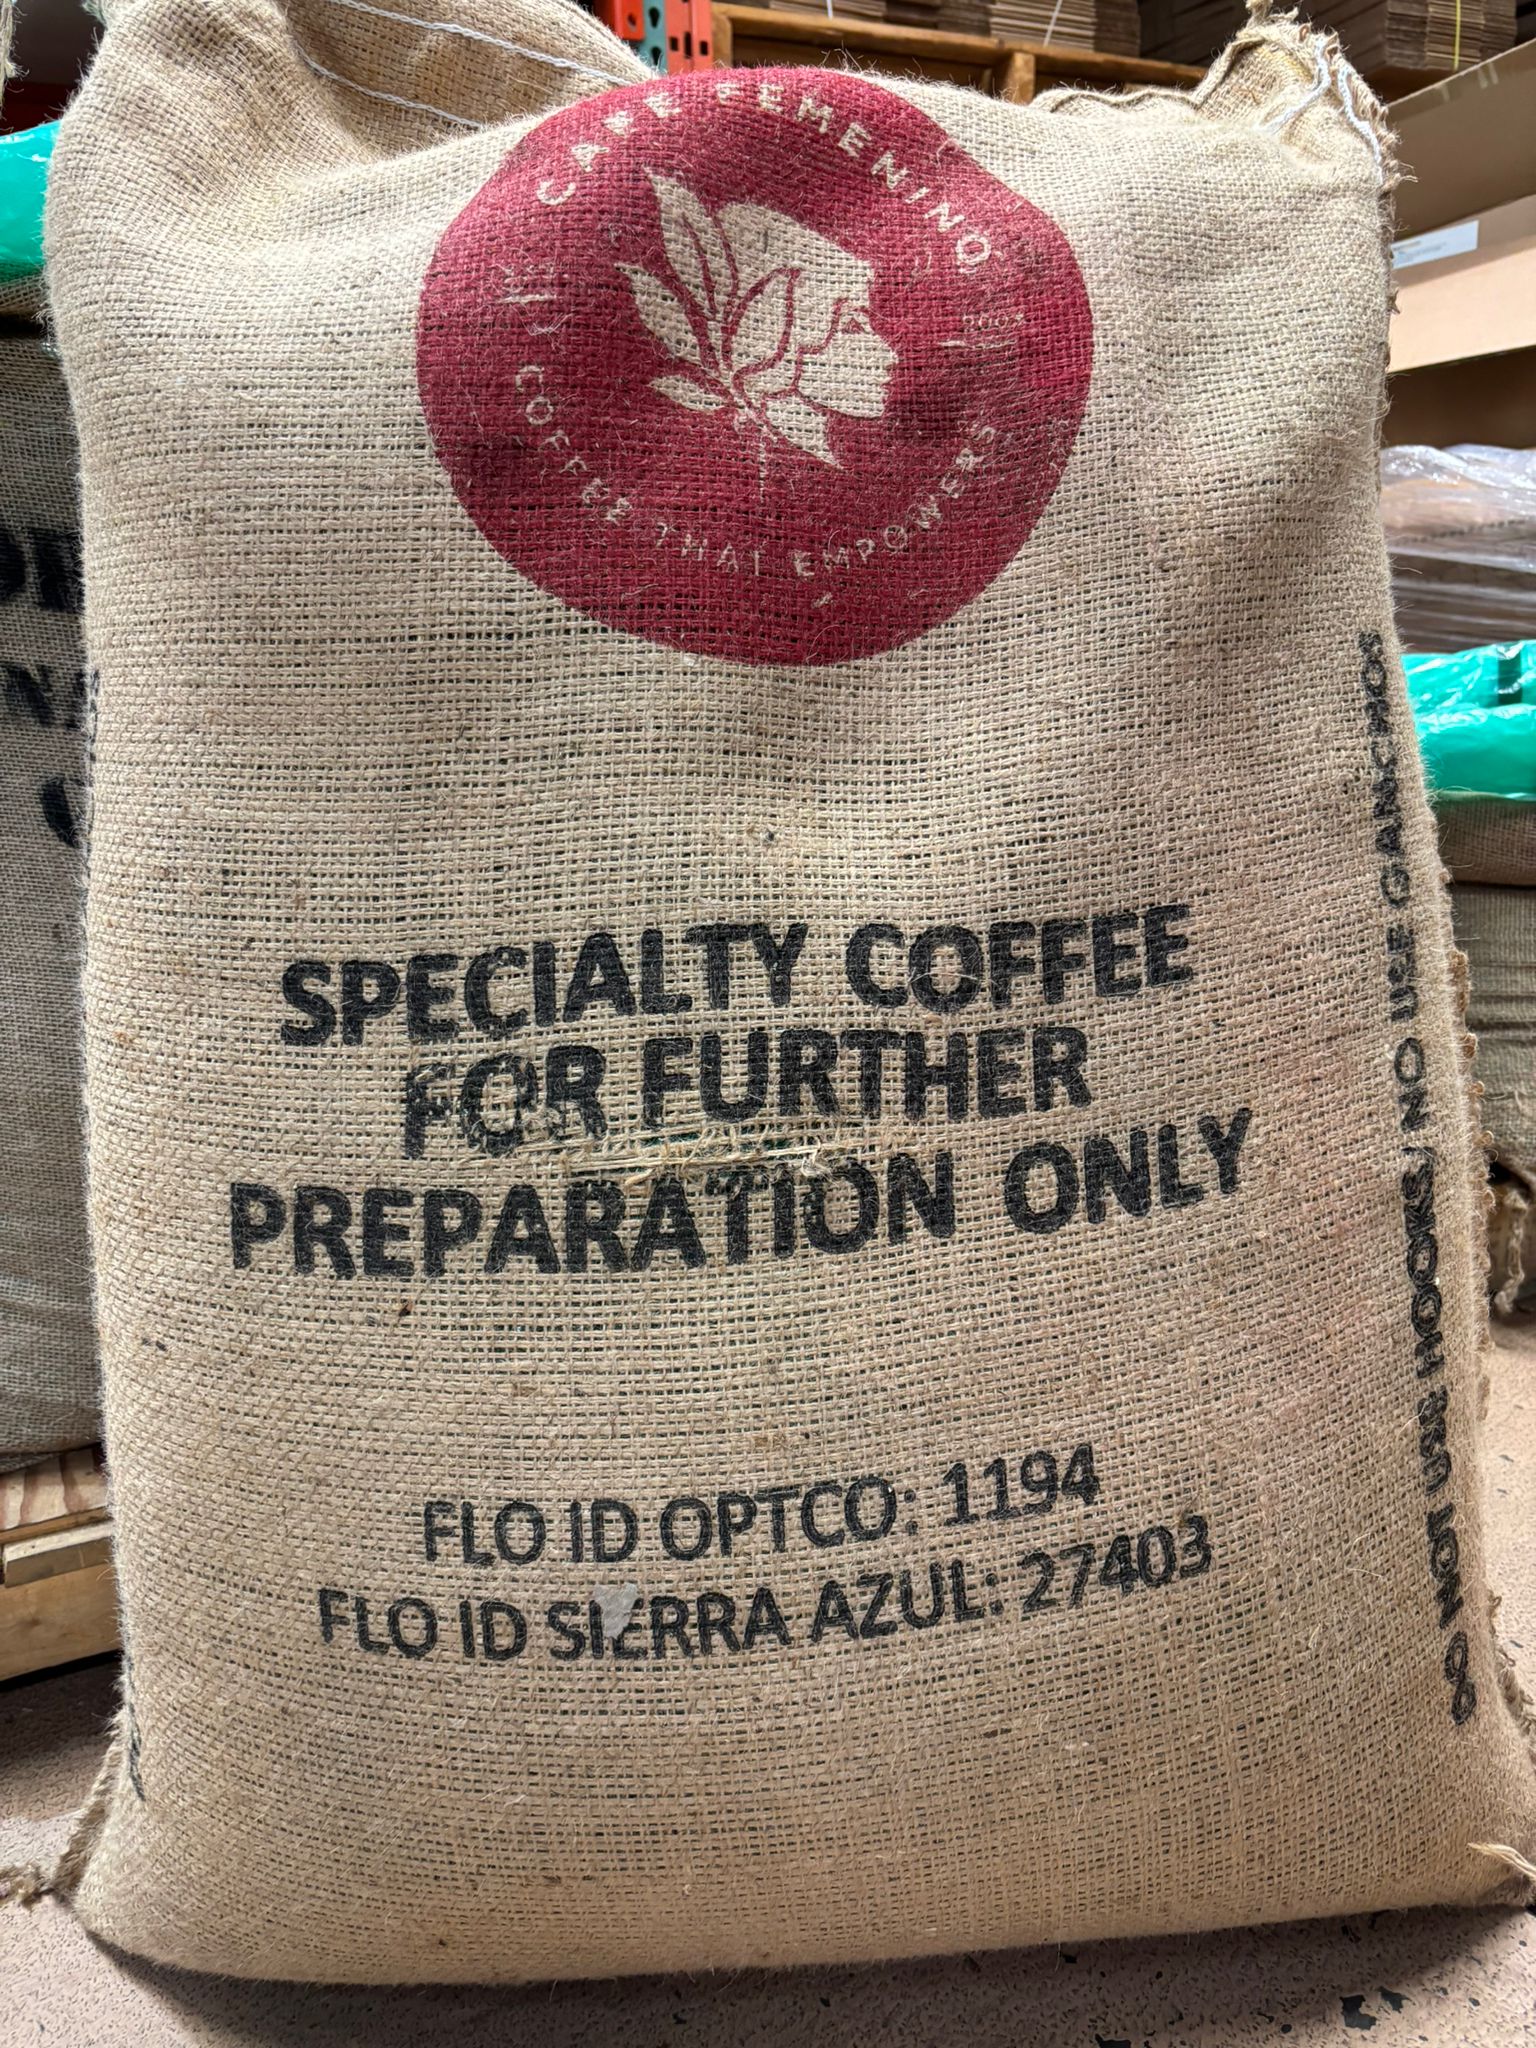 CAFE FEMENINO
2004
COFFEE THAT EMPOWERS
SPECIALTY COFFEE
FOR FURTHER
PREPARATION ONLY
FLO ID OPTCO: 1194
FLO ID SIERRA AZUL: 27403
DO NOT USE HOOKS/ NO USE GANCHOS